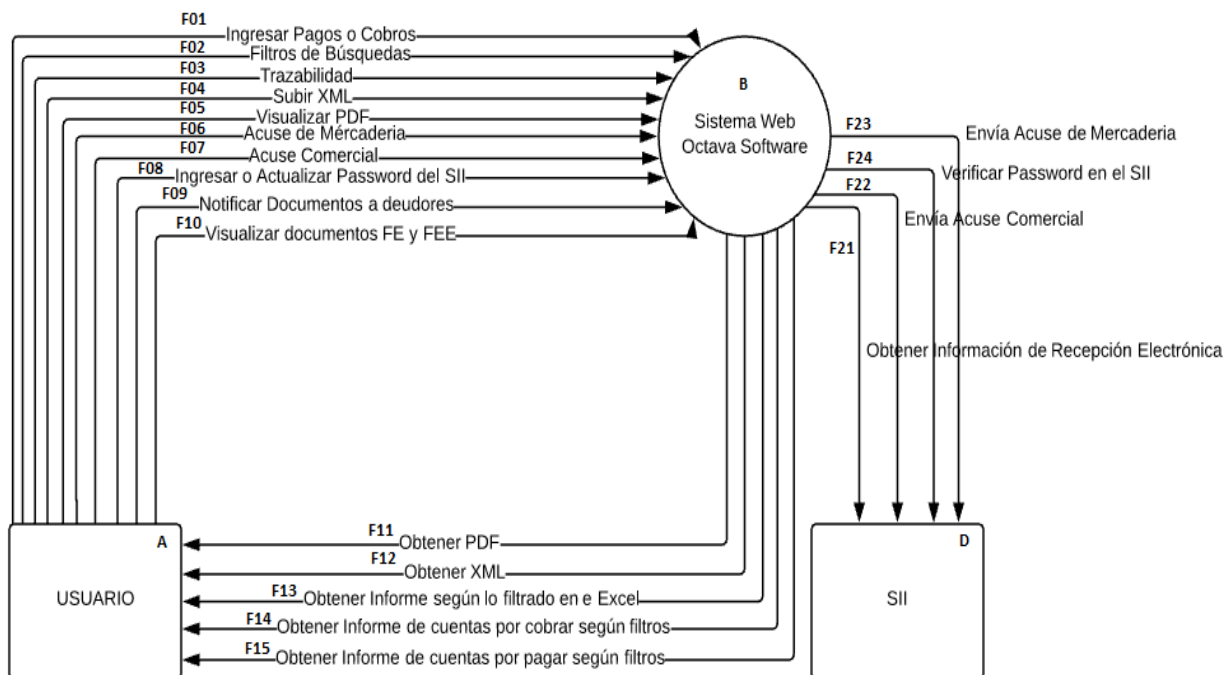 F01
Ingresar Pagos o Cobros
F02
Filtros de Búsquedas
F03
Trazabilidad
F04
Subir XML
F05
Visualizar PDF
F06
Acuse de Mércaderia
F07
Acuse Comercial
F08
Ingresar o Actualizar Password del SII
F09
Notificar Documentos a deudores
F10
Visualizar documentos FE y FEE
B
Sistema Web
Octava Software
F23
Envía Acuse de Mercaderia
F24
Verificar Password en el SII
F22
Envía Acuse Comercial
F21
Obtener Información de Recepción Electrónica
A
USUARIO
F11
Obtener PDF
F12
Obtener XML
F13
Obtener Informe según lo filtrado en e Excel
F14
Obtener Informe de cuentas por cobrar según filtros
F15
Obtener Informe de cuentas por pagar según filtros
D
SII